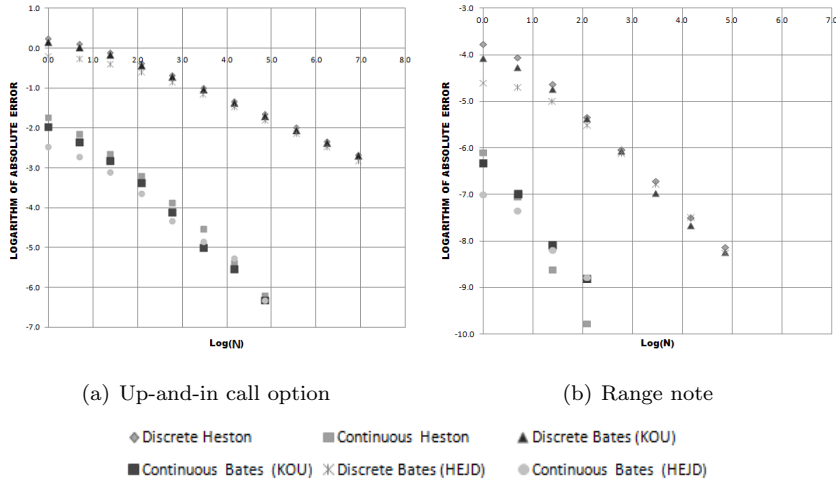 1.0
0.0
-1.0
-2.0
-3.0
-4.0
-5.0
-6.0
-7.0
0.0 1.0 2.0 3.0 4.0 5.0 6.0 7.0 8.0
LOGARITHM OF ABSOLUTE ERROR
Log(N)
(a) Up-and-in call option
-3.0
-4.0
-5.0
-6.0
-7.0
-8.0
-9.0
-10.0
0.0 1.0 2.0 3.0 4.0 5.0 6.0 7.0
LOGARITHM OF ABSOLUTE ERROR
Log(N)
(b) Range note
Discrete Heston Continuous Heston Discrete Bates (KOU)
Continuous Bates (KOU) Discrete Bates (HEJD) Continuous Bates (HEJD)